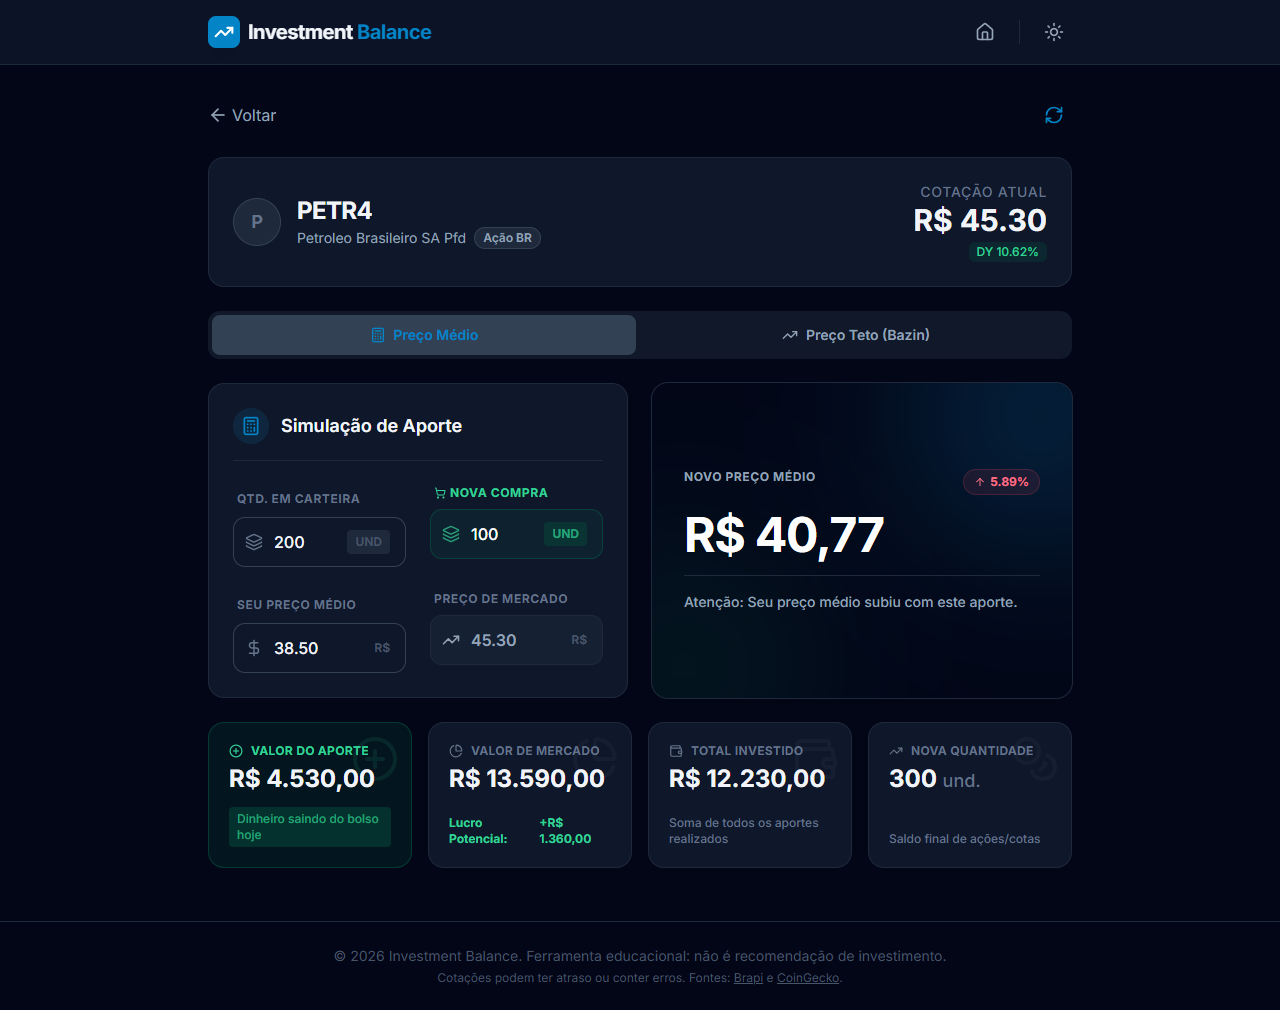 Investment Balance
Voltar
P
PETR4
Petroleo Brasileiro SA Pfd
Ação BR
COTAÇÃO ATUAL
R$ 45.30
DY 10.62%
Preço Médio
Preço Teto (Bazin)
Simulação de Aporte
QTD. EM CARTEIRA
200
UND
NOVA COMPRA
100
UND
SEU PREÇO MÉDIO
38.50
R$
PREÇO DE MERCADO
45.30
R$
NOVO PREÇO MÉDIO
5.89%
R$ 40,77
Atenção: Seu preço médio subiu com este aporte.
VALOR DO APORTE
R$ 4.530,00
Dinheiro saindo do bolso
hoje
VALOR DE MERCADO
R$ 13.590,00
Lucro
Potencial:
+R$
1.360,00
TOTAL INVESTIDO
R$ 12.230,00
Soma de todos os aportes
realizados
NOVA QUANTIDADE
300 und.
Saldo final de ações/cotas
© 2026 Investment Balance. Ferramenta educacional: não é recomendação de investimento.
Cotações podem ter atraso ou conter erros. Fontes: Brapi e CoinGecko.